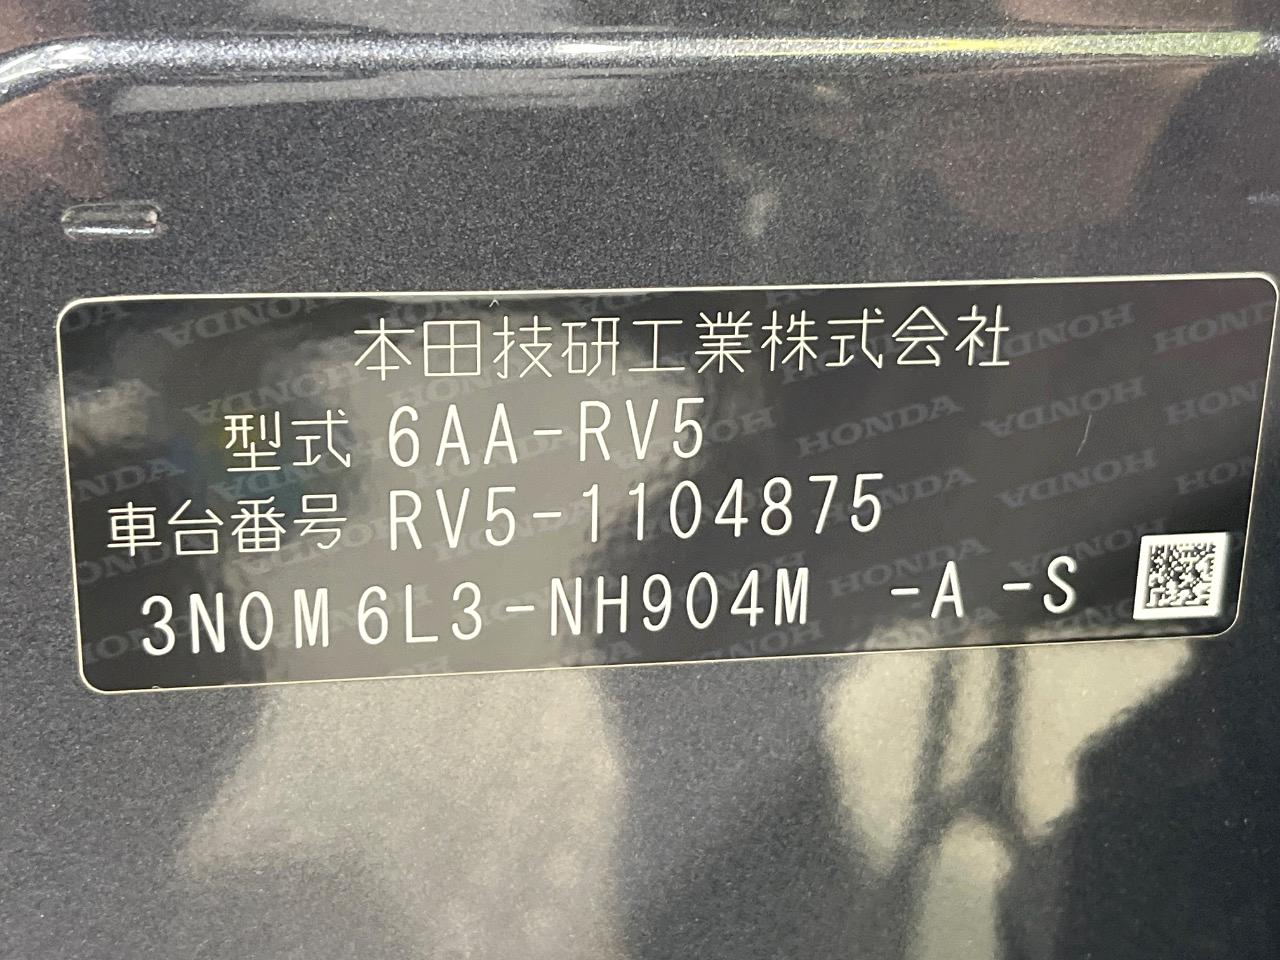 本田技研工業株式会社
型式 6AA-RV5
車台番号 RV5-1104875
3N0M6L3-NH904M -A -S